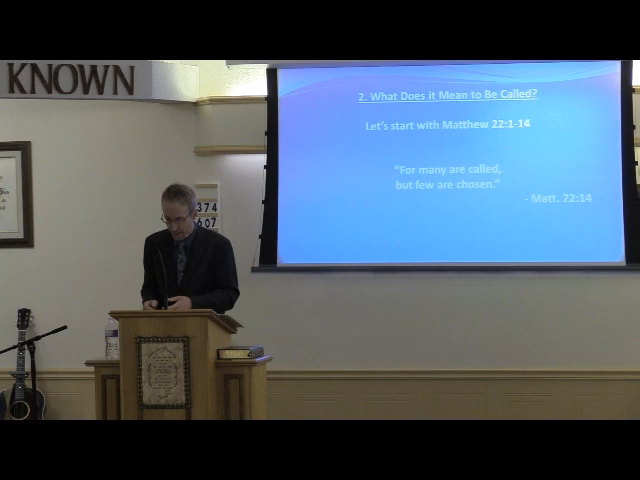 KNOWN
2. What Does it Mean to Be Called?
Let's start with Matthew 22:1-14
"For many are called,
but few are chosen."
- Matt. 22:14
374
607